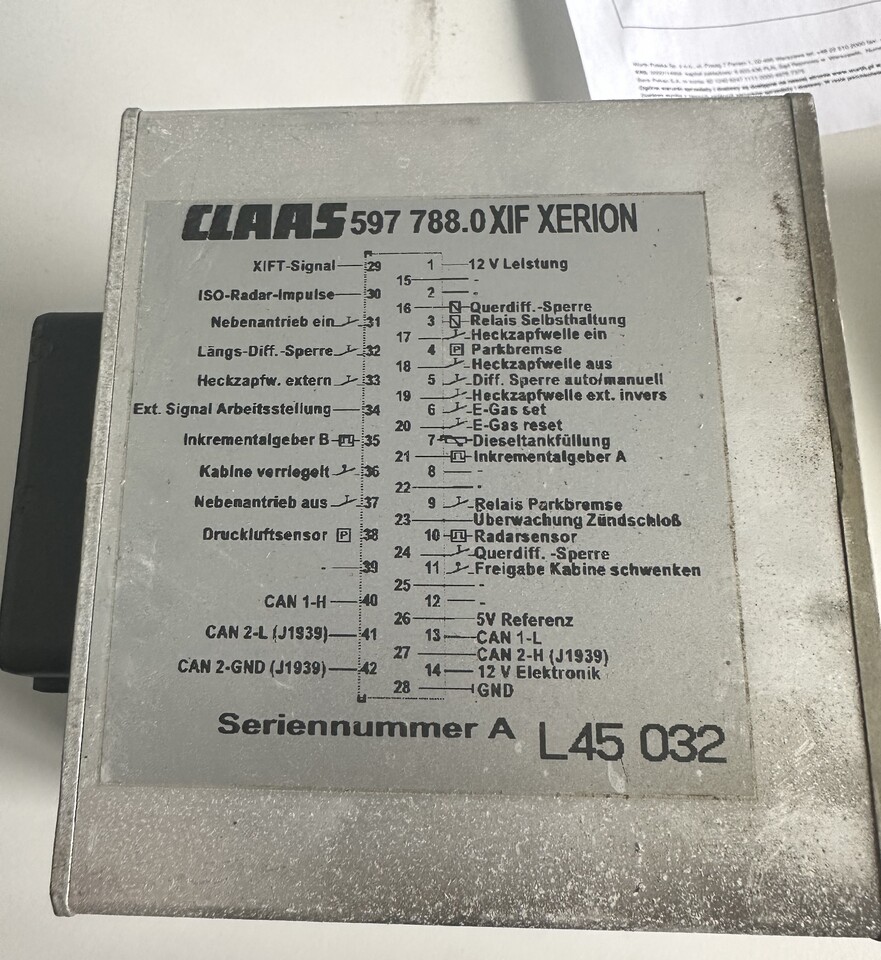 CLAAS 597 788.0 XIF XERION
XIFT-Signal 29 1 12 V Leistung
15 -
ISO-Radar-Impulse 30 2 -
16 Querdiff.-Sperre
Nebenantrieb ein 31 3 Relais Selbsthaltung
17 Heckzapfwelle ein
Längs-Diff.-Sperre 32 4 P Parkbremse
18 Heckzapfwelle aus
Heckzapfw. extern 33 5 Diff. Sperre auto/manuell
19 Heckzapfwelle ext. invers
Ext. Signal Arbeitsstellung 34 6 E-Gas set
20 E-Gas reset
Inkrementalgeber B 35 7 Dieseltankfüllung
21 Inkrementalgeber A
Kabine verriegelt 36 8 -
22 -
Nebenantrieb aus 37 9 Relais Parkbremse
23 Überwachung Zündschloß
Druckluftsensor P 38 10 Radarsensor
24 Querdiff. -Sperre
- 39 11 Freigabe Kabine schwenken
25 -
CAN 1-H 40 12 -
26 5V Referenz
CAN 2-L (J1939) 41 13 CAN 1-L
27 CAN 2-H (J1939)
CAN 2-GND (J1939) 42 14 12 V Elektronik
28 GND
Seriennummer A L45 032